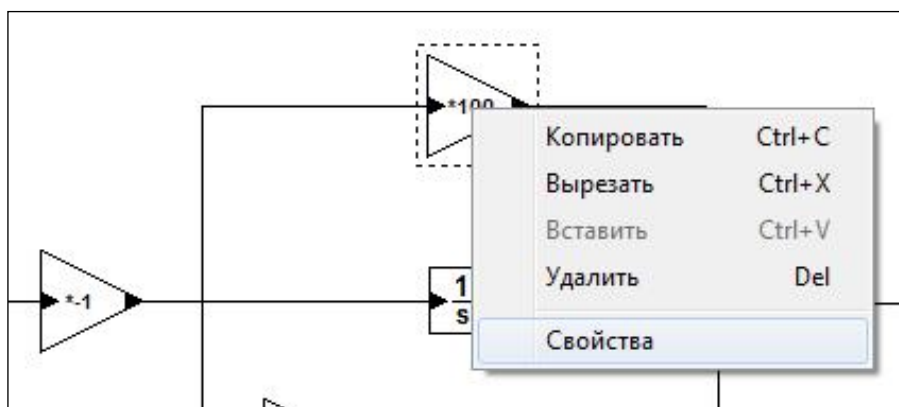 *100
Копировать Ctrl+C
Вырезать Ctrl+X
Вставить Ctrl+V
Удалить Del
Свойства
*-1
1
s